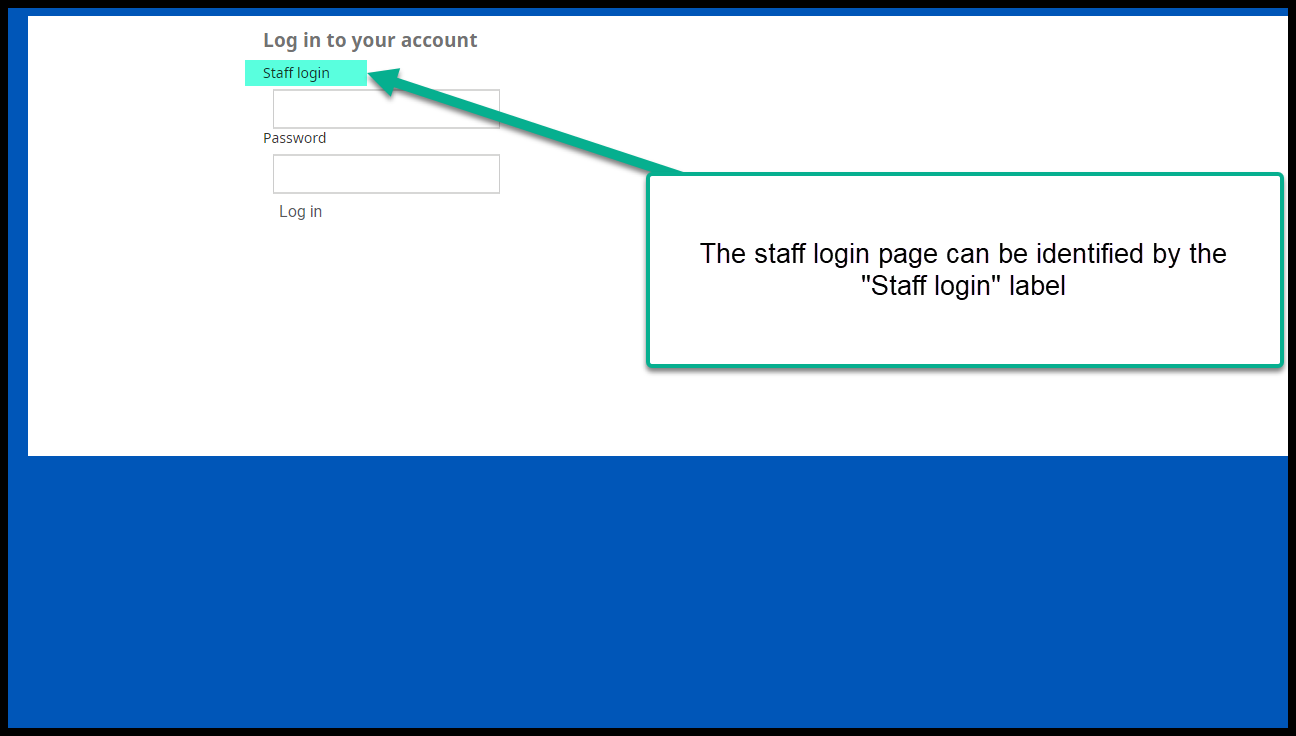 Log in to your account
Staff login
Password
Log in
The staff login page can be identified by the
"Staff login" label